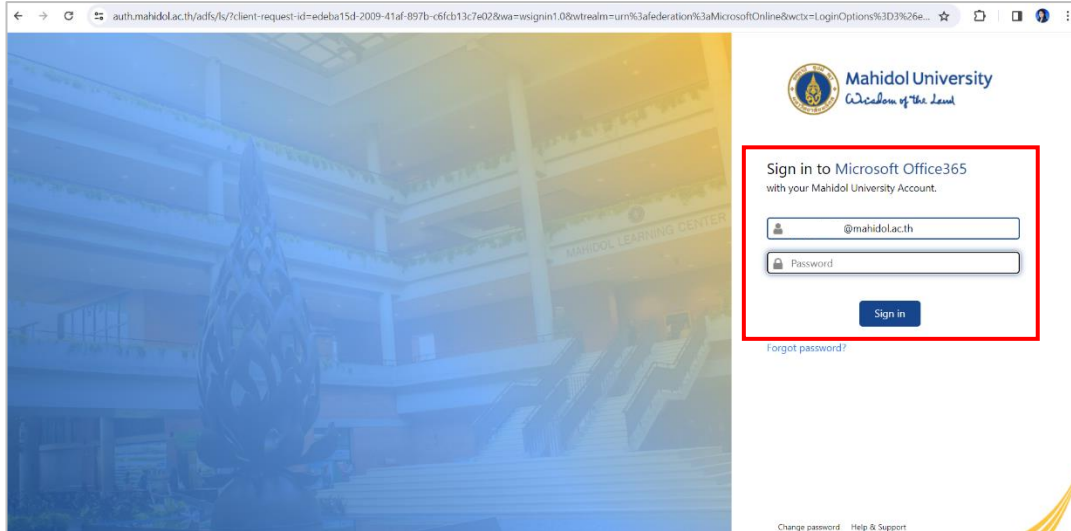 auth.mahidol.ac.th/adfs/ls/?client-request-id=edeba15d-2009-41af-897b-c6fcb13c7e02&wa=wsignin1.0&wtrealm=urn%3afederation%3aMicrosoftOnline&wctx=LoginOptions%3D3%26e...
Mahidol University
Wisdom of the Land
MAHIDOL LEARNING CENTER
Sign in to Microsoft Office365
with your Mahidol University Account.
@mahidol.ac.th
Password
Sign in
Forgot password?
Change password Help & Support